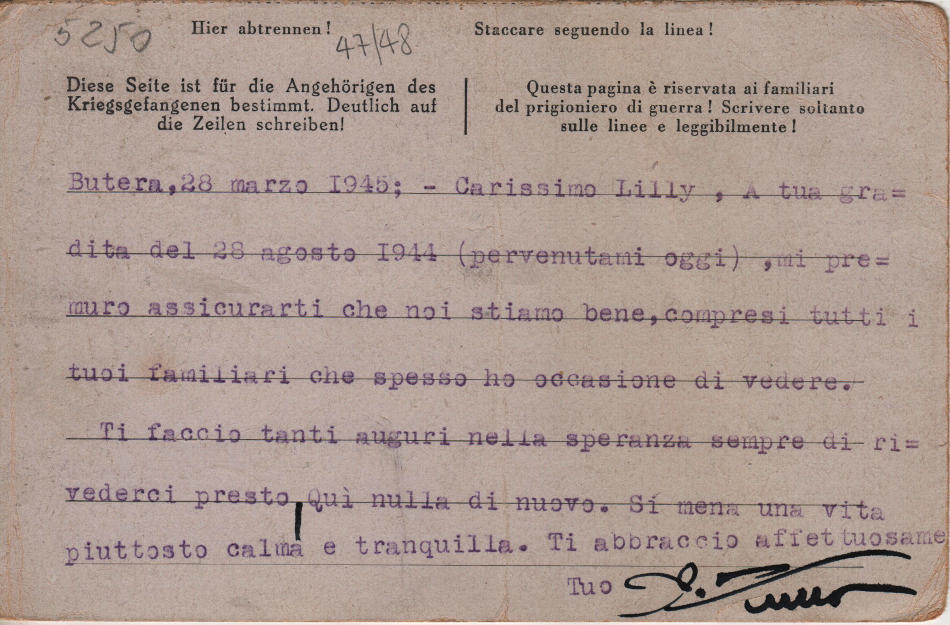 5250
Hier abtrennen!
47/48
Staccare seguendo la linea!
Diese Seite ist für die Angehörigen des
Kriegsgefangenen bestimmt. Deutlich auf
die Zeilen schreiben!
Questa pagina è riservata ai familiari
del prigioniero di guerra! Scrivere soltanto
sulle linee e leggibilmente!
Butera,28 marzo I945; - Carissimo Lilly , A tua gra=
dita del 28 agosto I944 (pervenutami oggi) ,mi pre=
muro assicurarti che noi stiamo bene,compresi tutti i
tuoi familiari che spesso ho occasione di vedere.
Ti faccio tanti auguri nella speranza sempre di ri=
vederci presto Quì nulla di nuovo. Sí mena una vita
piuttosto calma e tranquilla. Ti abbraccio affettuosame
Tuo